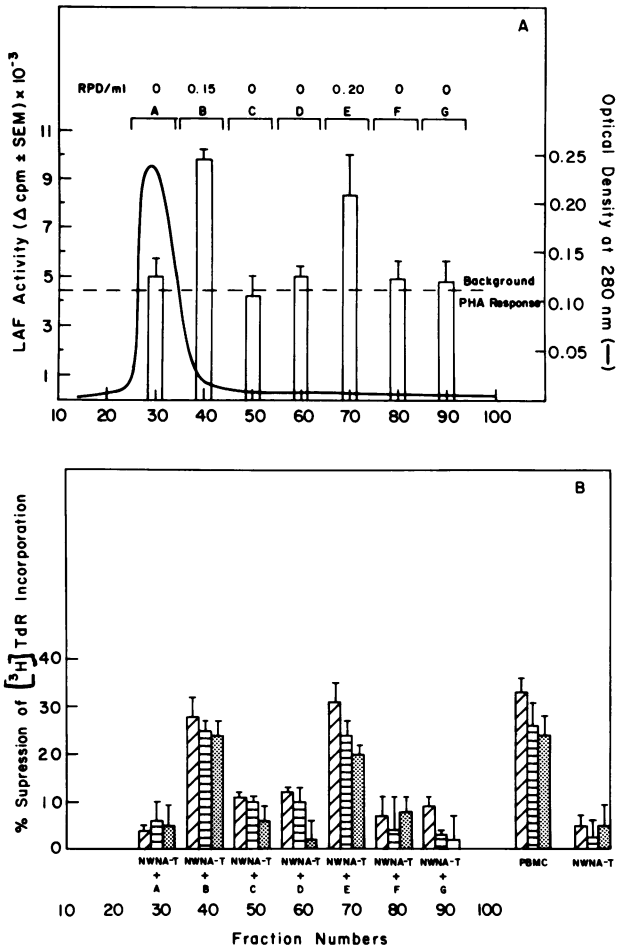 A
RPD/ml 0 0.15 0 0 0.20 0 0
A B C D E F G
LAF Activity (Δ cpm ± SEM) × 10⁻³
11
9
7
5
3
1
0.25
0.20
0.15
0.10
0.05
Optical Density at 280 nm (—)
Background
PHA Response
10 20 30 40 50 60 70 80 90 100
B
% Supression of [³H] TdR Incorporation
40
30
20
10
0
NWNA-T NWNA-T NWNA-T NWNA-T NWNA-T NWNA-T NWNA-T PBMC NWNA-T
+ + + + + + +
A B C D E F G
10 20 30 40 50 60 70 80 90 100
Fraction Numbers